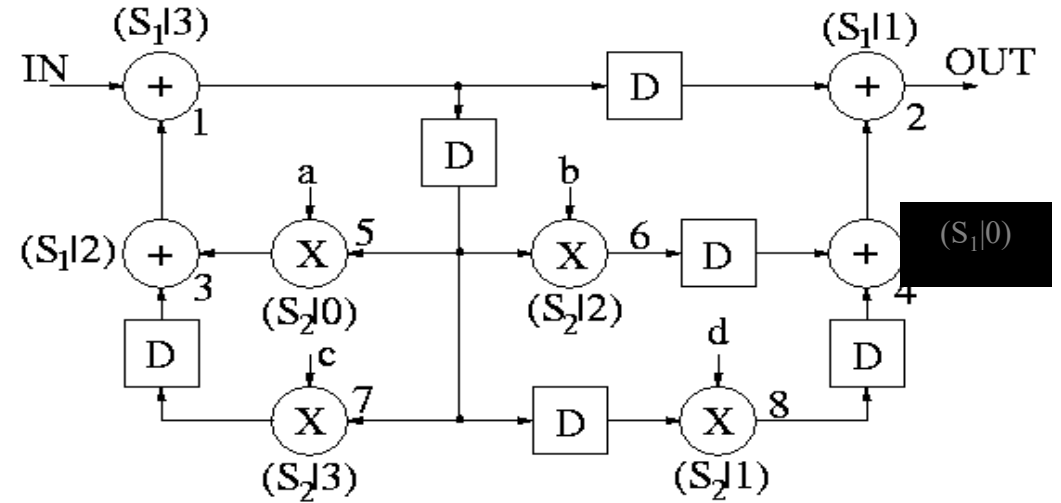 (S₁|3)
(S₁|1)
IN
+
D
+
OUT
1
2
D
a
b
(S₁|2)
+
X
5
X
6
D
+
(S₁|0)
3
4
(S₂|0)
(S₂|2)
D
c
d
D
X
7
D
X
8
(S₂|3)
(S₂|1)